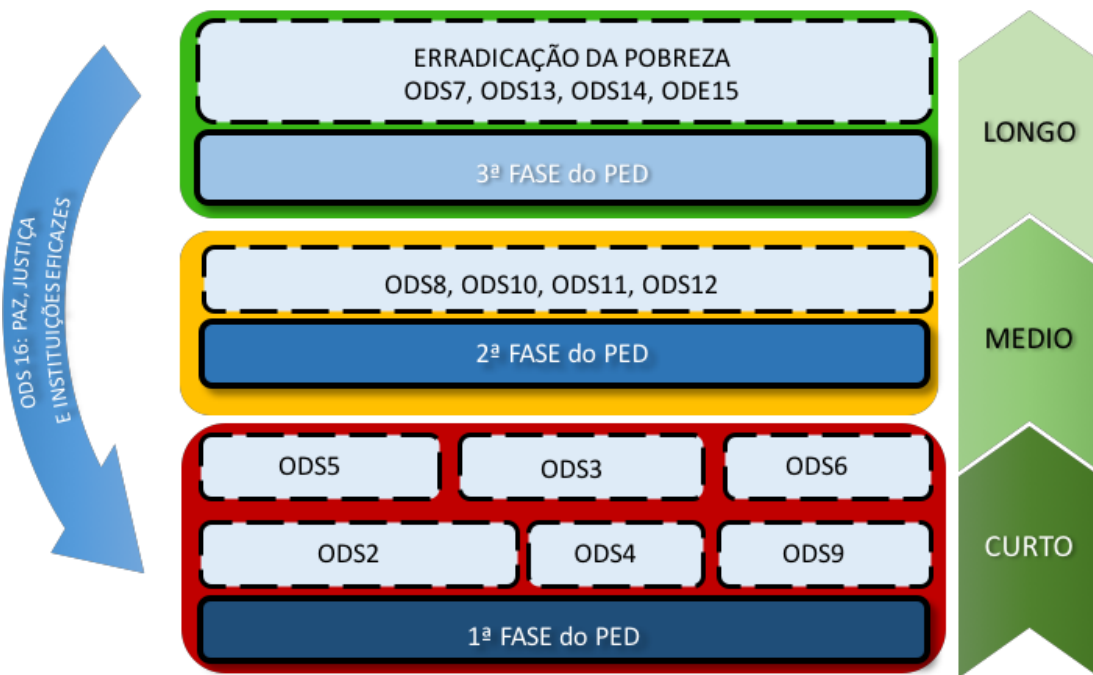 ERRADICAÇÃO DA POBREZA
ODS7, ODS13, ODS14, ODE15
3ª FASE do PED
LONGO
ODS 16: PAZ, JUSTIÇA
E INSTITUIÇÕES EFICAZES
ODS8, ODS10, ODS11, ODS12
2ª FASE do PED
MEDIO
ODS5
ODS3
ODS6
ODS2
ODS4
ODS9
CURTO
1ª FASE do PED